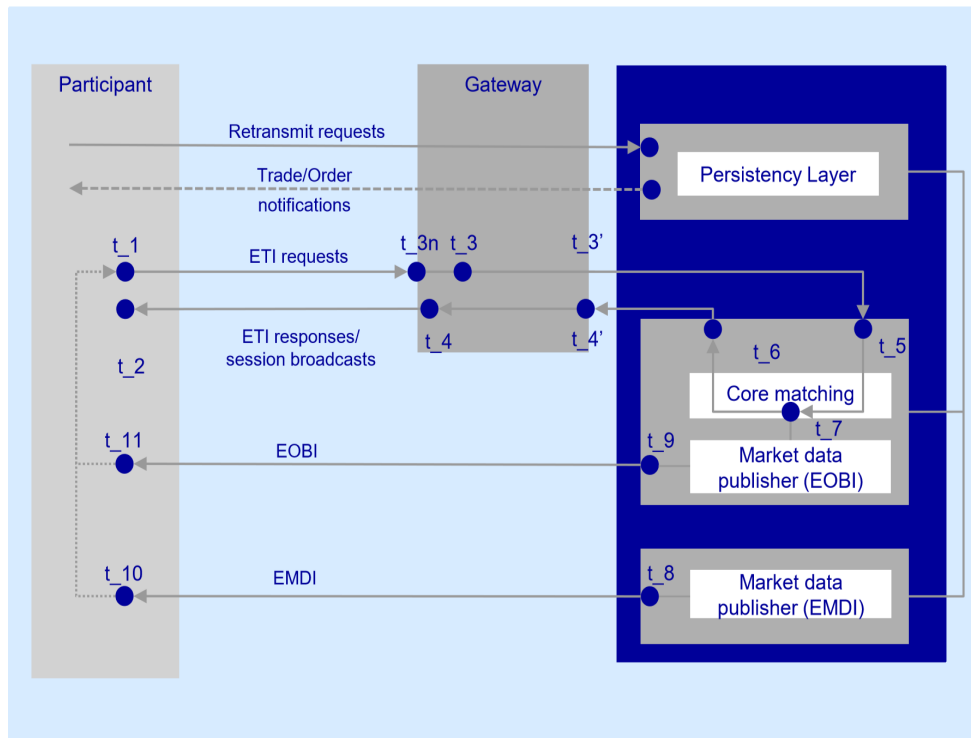 Participant
Gateway
Retransmit requests
Persistency Layer
Trade/Order
notifications
t_1
t_3n
t_3
t_3’
ETI requests
ETI responses/
session broadcasts
t_4
t_4’
t_6
t_5
t_2
Core matching
t_7
t_11
EOBI
t_9
Market data
publisher (EOBI)
t_10
EMDI
t_8
Market data
publisher (EMDI)